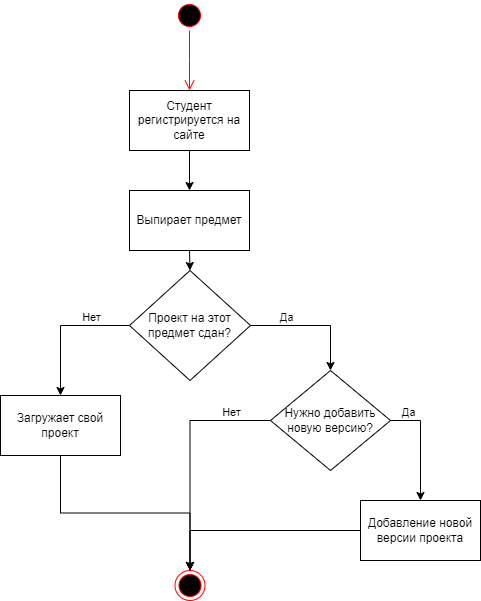 Студент
регистрируется на
сайте
Выпирает предмет
Проект на этот
предмет сдан?
Нет
Да
Загружает свой
проект
Нужно добавить
новую версию?
Нет
Да
Добавление новой
версии проекта